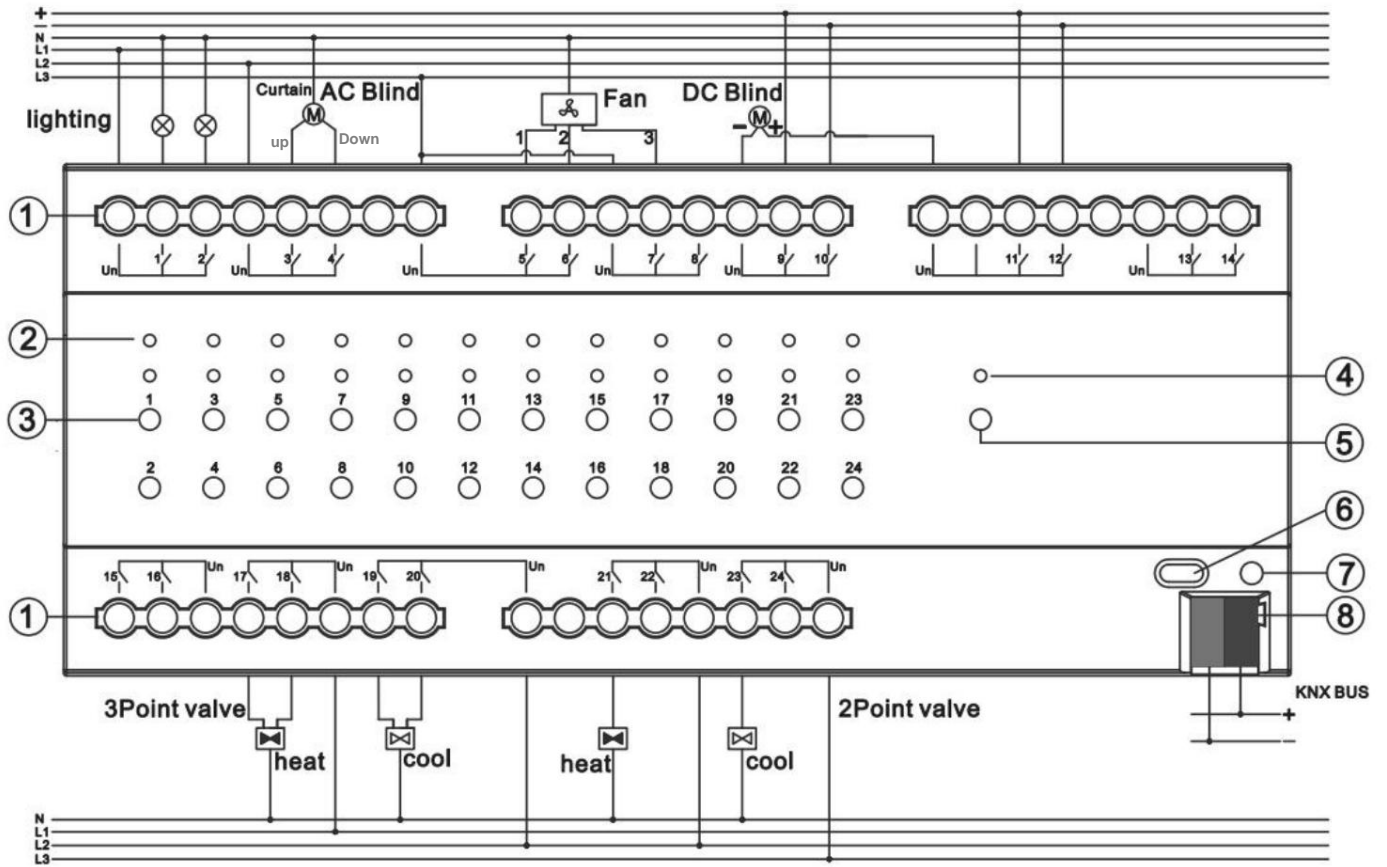 +
−
N
L1
L2
L3
Curtain AC Blind
Fan
DC Blind
lighting
M
M
− +
up
Down
1 2 3
1
Un 1 2 Un 3 4 Un 5 6 Un 7 8 Un 9 10 Un 11 12 Un 13 14
2
4
1 3 5 7 9 11 13 15 17 19 21 23
3
5
2 4 6 8 10 12 14 16 18 20 22 24
6
15 16 Un 17 18 Un 19 20 Un 21 22 Un 23 24 Un
7
1
8
3Point valve
2Point valve
KNX BUS
+
−
heat
cool
heat
cool
N
L1
L2
L3